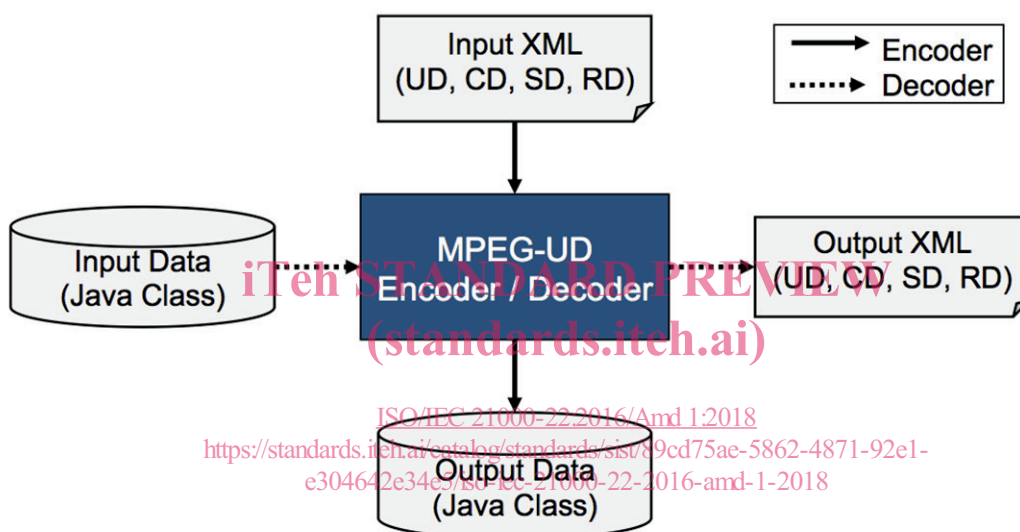 Input XML
(UD, CD, SD, RD)
Encoder
Decoder
Input Data
(Java Class)
MPEG-UD
Encoder / Decoder
Output XML
(UD, CD, SD, RD)
iTeh STANDARD PREVIEW
(standards.iteh.ai)
ISO/IEC 21000-22:2016/Amd 1:2018
https://standards.iteh.ai/catalog/standards/sist/89cd75ae-5862-4871-92e1-
e304642e34e5/iso-iec-21000-22-2016-amd-1-2018
Output Data
(Java Class)